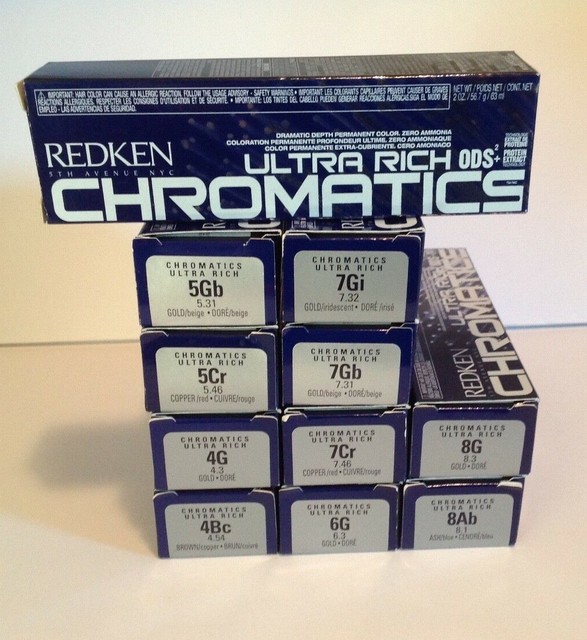 IMPORTANT: HAIR COLOR CAN CAUSE AN ALLERGIC REACTION. FOLLOW THE USAGE ADVISORY - SAFETY WARNINGS • IMPORTANT: LES COLORANTS CAPILLAIRES PEUVENT CAUSER DE GRAVES
RÉACTIONS ALLERGIQUES. RESPECTER LES CONSIGNES D'UTILISATION ET DE SÉCURITÉ. • IMPORTANTE: LOS TINTES DEL CABELLO, PUEDEN GENERAR REACCIONES ALÉRGICAS.SIGA EL MODO DE
EMPLEO - LAS ADVERTENCIAS DE SEGURIDAD.
NET WT / POIDS NET / CONT. NET
2 OZ / 56.7 g / 63 ml
DRAMATIC DEPTH PERMANENT COLOR. ZERO AMMONIA
COLORATION PERMANENTE PROFONDEUR ULTIME. ZÉRO AMMONIAQUE
COLOR PERMANENTE EXTRA-CUBRIENTE. CERO AMONIACO
REDKEN
5TH AVENUE NYC
ULTRA RICH ODS2+
PROTEIN
EXTRACT
CHROMATICS
CHROMATICS
ULTRA RICH
5Gb
5.31
GOLD/beige • DORÉ/beige
CHROMATICS
ULTRA RICH
7Gi
7.32
GOLD/iridescent • DORÉ/irisé
CHROMATICS
ULTRA RICH
5Cr
5.46
COPPER/red • CUIVRÉ/rouge
CHROMATICS
ULTRA RICH
7Gb
7.31
GOLD/beige • DORÉ/beige
REDKEN
ULTRA RICH
CHROMATICS
CHROMATICS
ULTRA RICH
4G
4.3
GOLD • DORÉ
CHROMATICS
ULTRA RICH
7Cr
7.46
COPPER/red • CUIVRÉ/rouge
CHROMATICS
ULTRA RICH
8G
8.3
GOLD • DORÉ
CHROMATICS
ULTRA RICH
4Bc
4.54
BROWN/copper • BRUN/cuivré
CHROMATICS
ULTRA RICH
6G
6.3
GOLD • DORÉ
CHROMATICS
ULTRA RICH
8Ab
8.1
ASH/blue • CENDRÉ/bleu